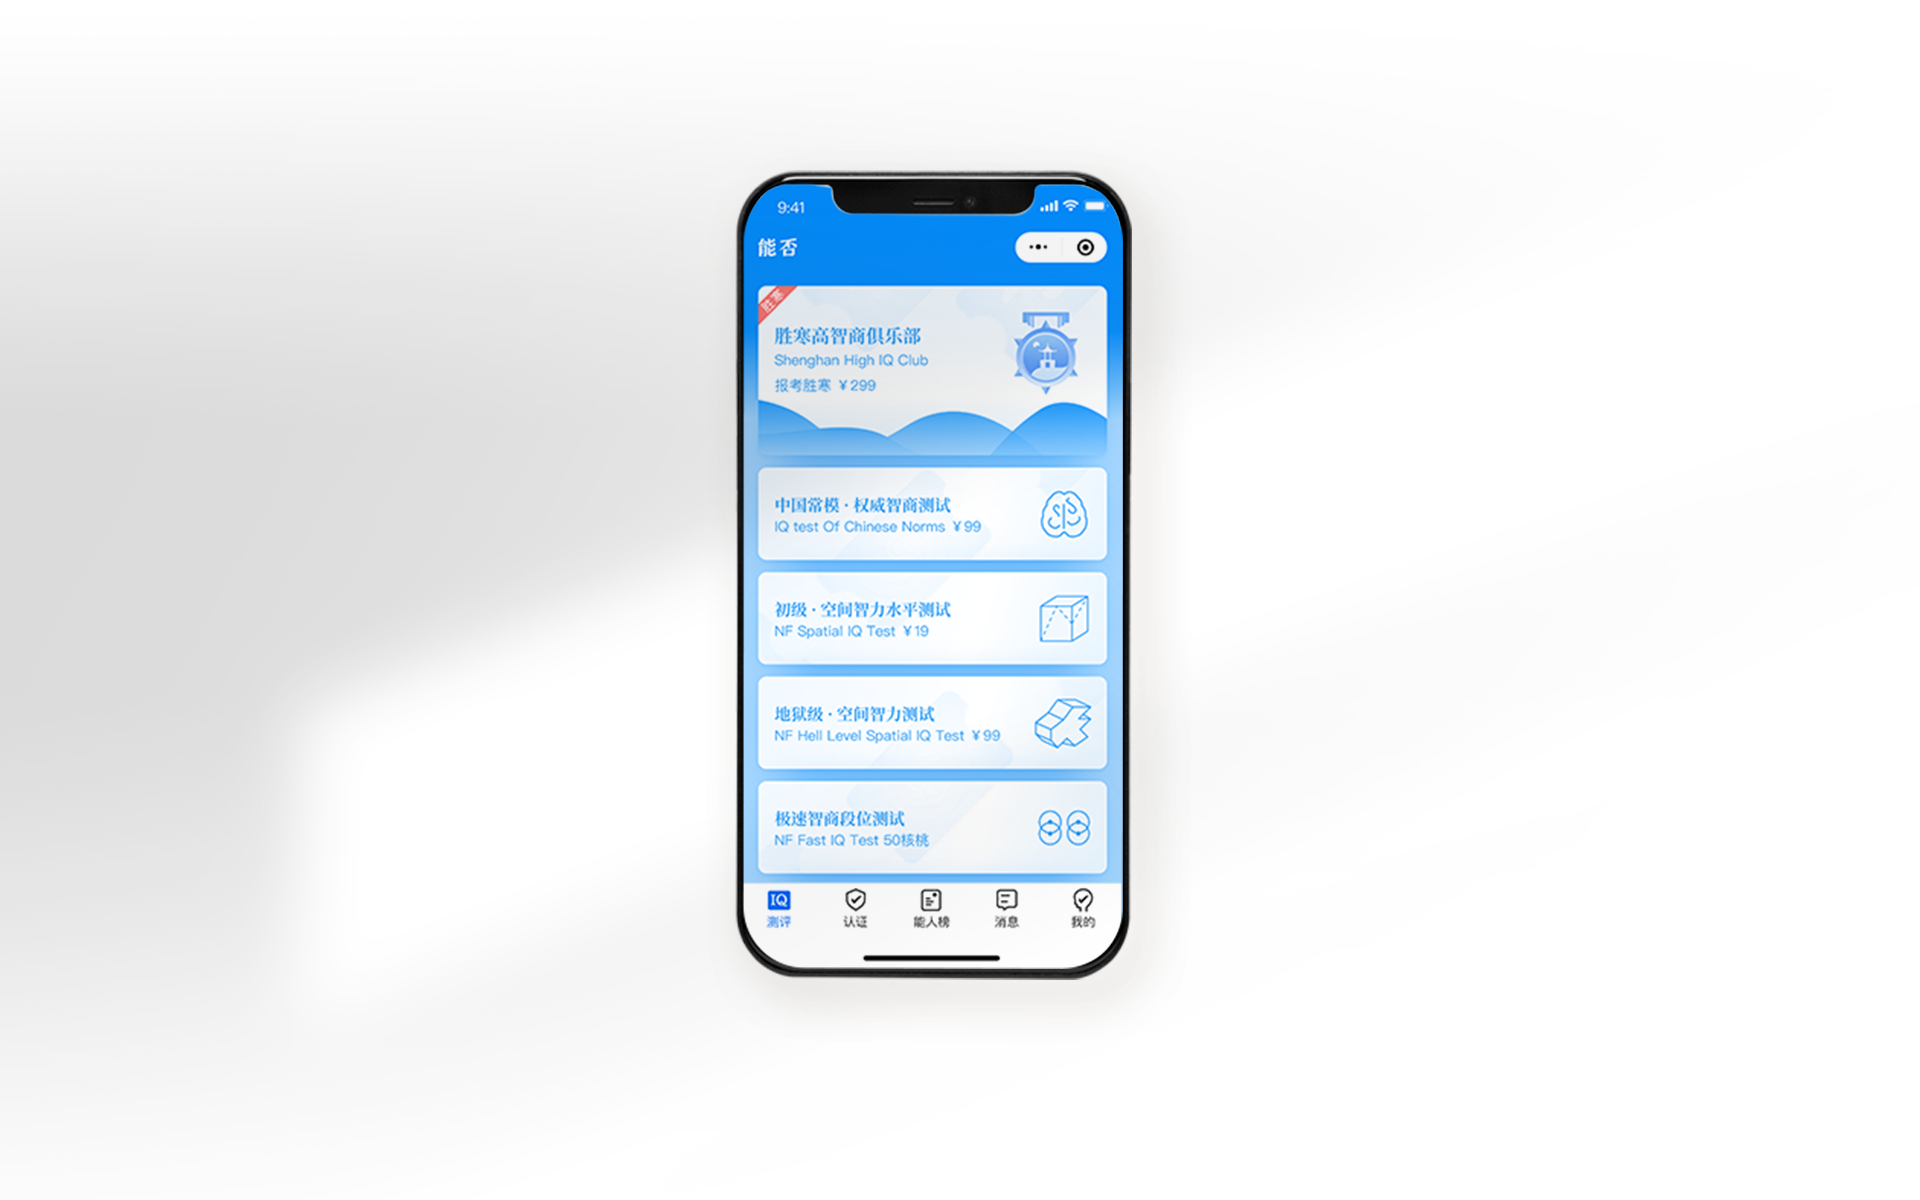 9:41
能否
胜寒
胜寒高智商俱乐部
Shenghan High IQ Club
报考胜寒 ¥299
中国常模·权威智商测试
IQ test Of Chinese Norms ¥99
初级·空间智力水平测试
NF Spatial IQ Test ¥19
地狱级·空间智力测试
NF Hell Level Spatial IQ Test ¥99
极速智商段位测试
NF Fast IQ Test 50核桃
IQ
测评
认证
能人榜
消息
我的